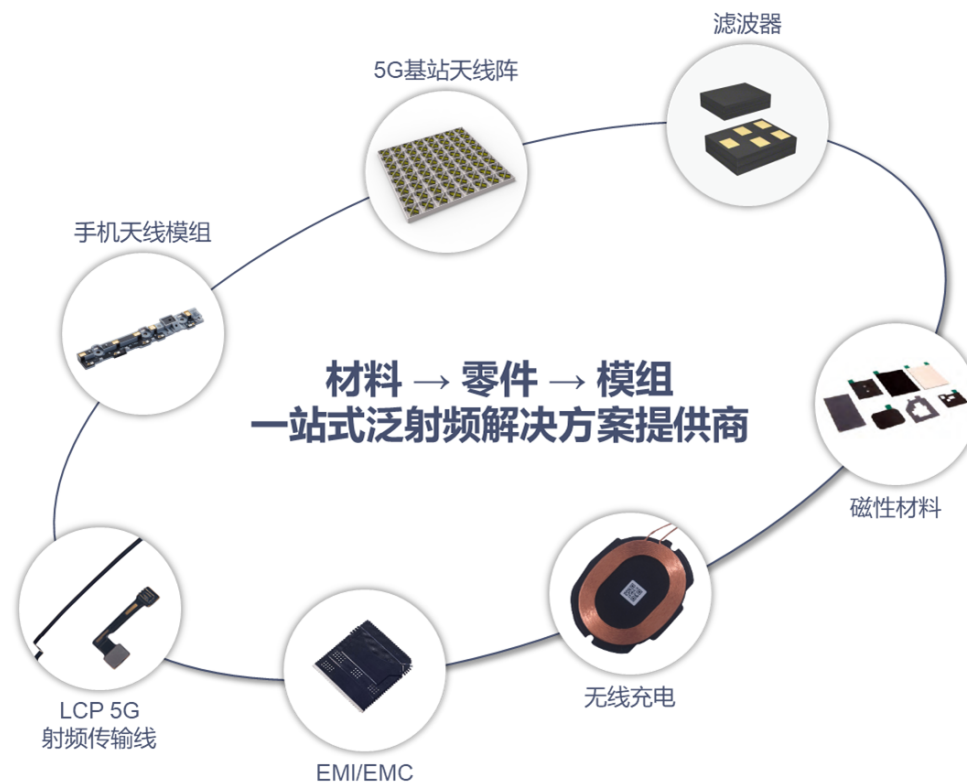 滤波器
5G基站天线阵
手机天线模组
材料 → 零件 → 模组
一站式泛射频解决方案提供商
磁性材料
无线充电
LCP 5G
射频传输线
EMI/EMC